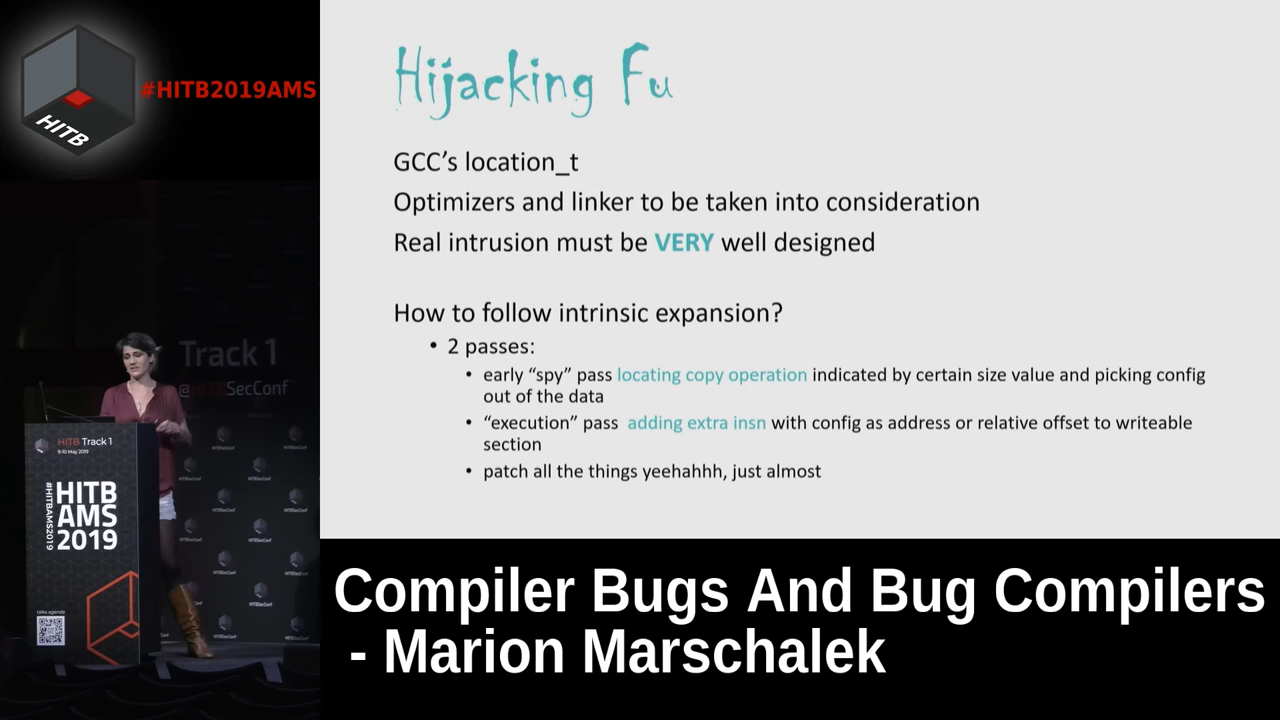 HITB
#HITB2019AMS
Hijacking Fu
GCC's location_t
Optimizers and linker to be taken into consideration
Real intrusion must be VERY well designed
How to follow intrinsic expansion?
• 2 passes:
• early “spy” pass locating copy operation indicated by certain size value and picking config
out of the data
• “execution” pass adding extra insn with config as address or relative offset to writeable
section
• patch all the things yeehahhh, just almost
Track 1
@HITBSecConf
HITB Track 1
9-10 May 2019
#HITBAMS2019
HITB
AMS
2019
talks agenda
Compiler Bugs And Bug Compilers
- Marion Marschalek